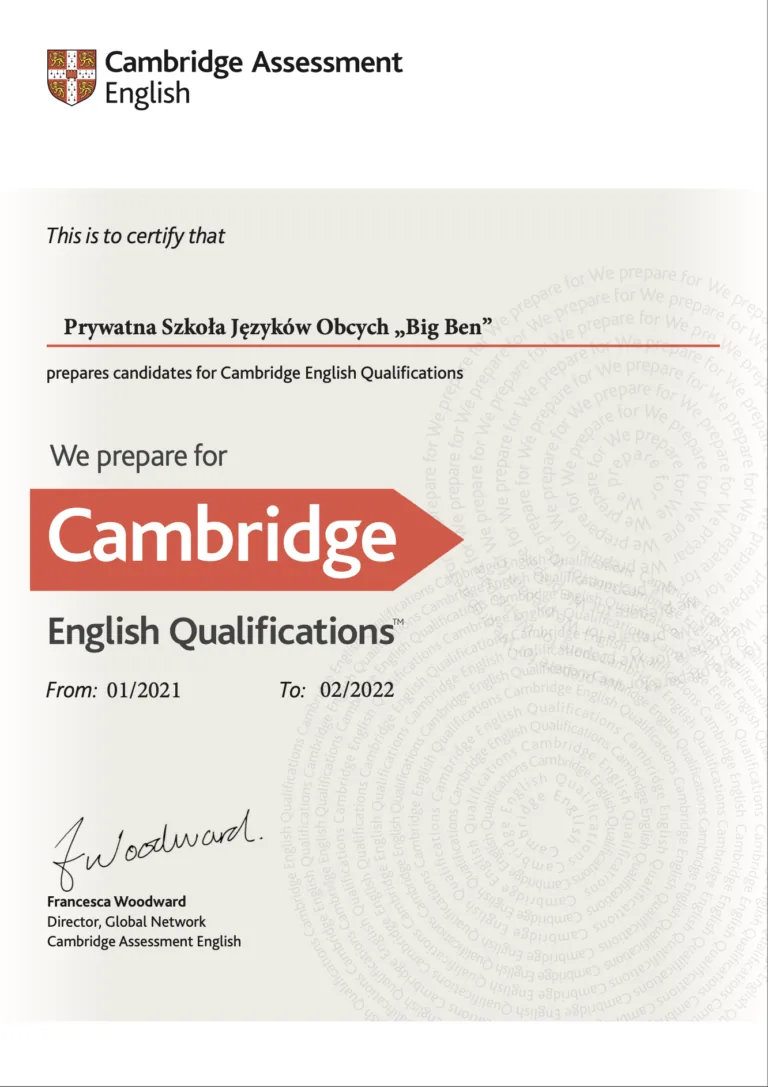 Cambridge Assessment
English
This is to certify that
Prywatna Szkoła Języków Obcych „Big Ben”
prepares candidates for Cambridge English Qualifications
We prepare for
Cambridge
English Qualifications™
From: 01/2021 To: 02/2022
FWoodward.
Francesca Woodward
Director, Global Network
Cambridge Assessment English